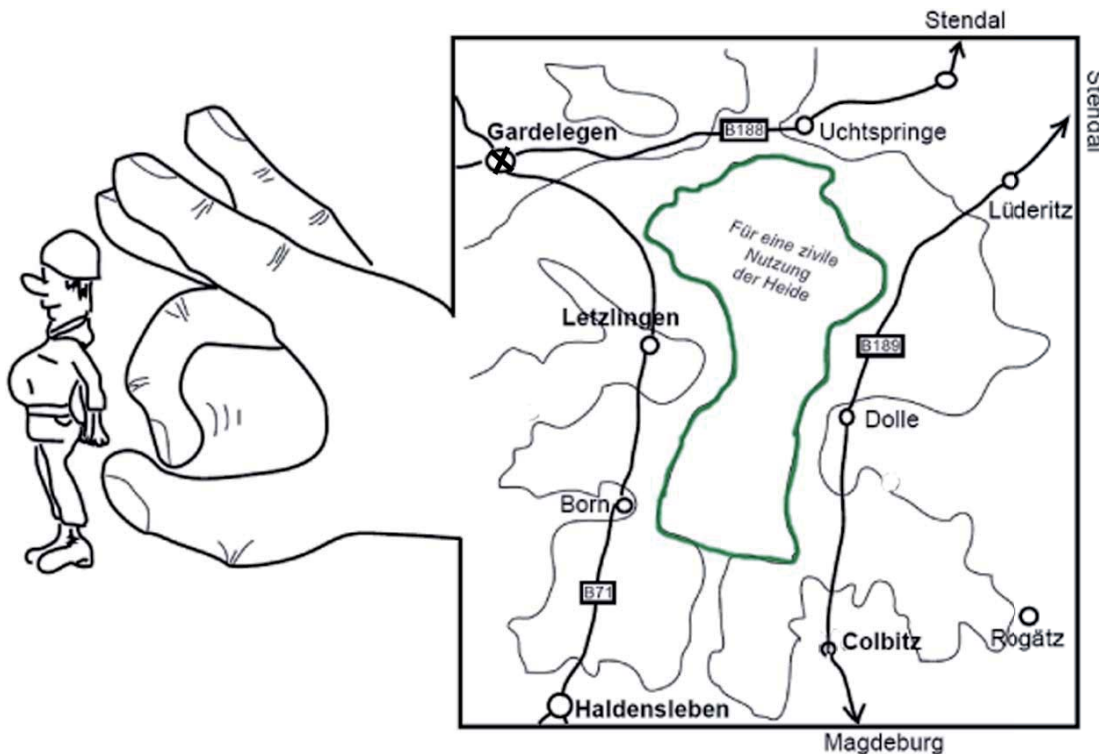 Stendal
Stendal
Gardelegen
B188
Uchtspringe
Lüderitz
Für eine zivile
Nutzung
der Heide
Letzlingen
B189
Dolle
Born
B71
Colbitz
Rogätz
Haldensleben
Magdeburg